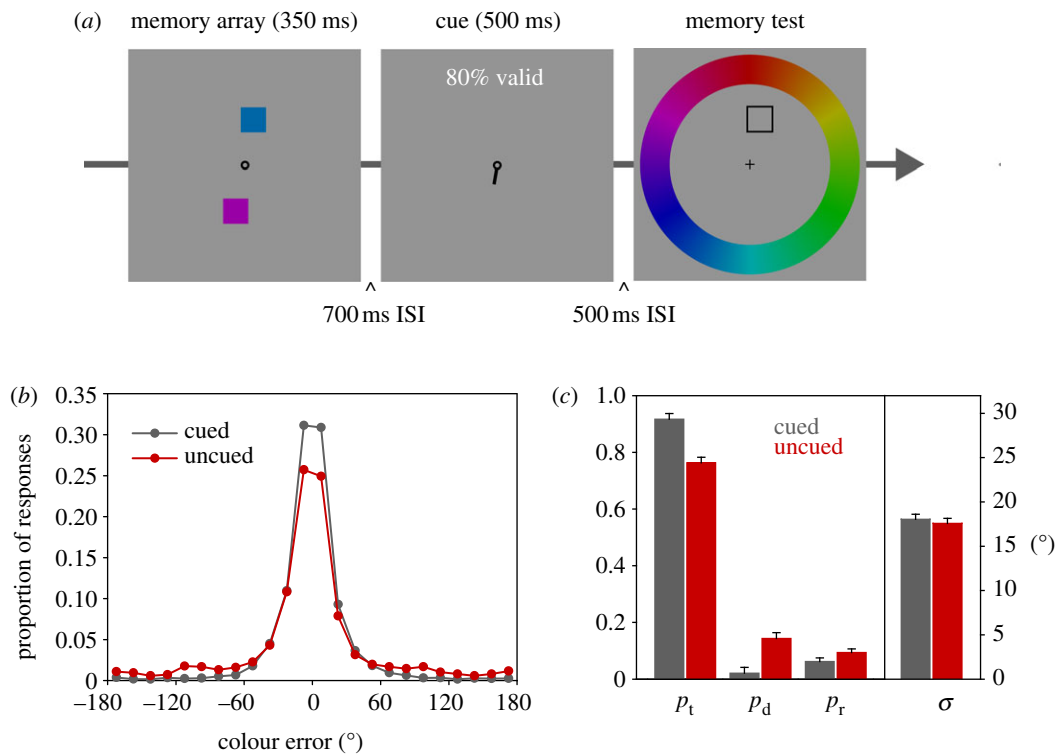 (a) memory array (350 ms) cue (500 ms) memory test
80% valid
700 ms ISI 500 ms ISI
(b)
0.35
0.30
0.25
0.20
0.15
0.10
0.05
0
proportion of responses
cued
uncued
–180 –120 –60 0 60 120 180
colour error (°)
(c)
1.0
0.8
0.6
0.4
0.2
0
cued
uncued
30
25
20
15
10
5
0
(°)
pt pd pr σ